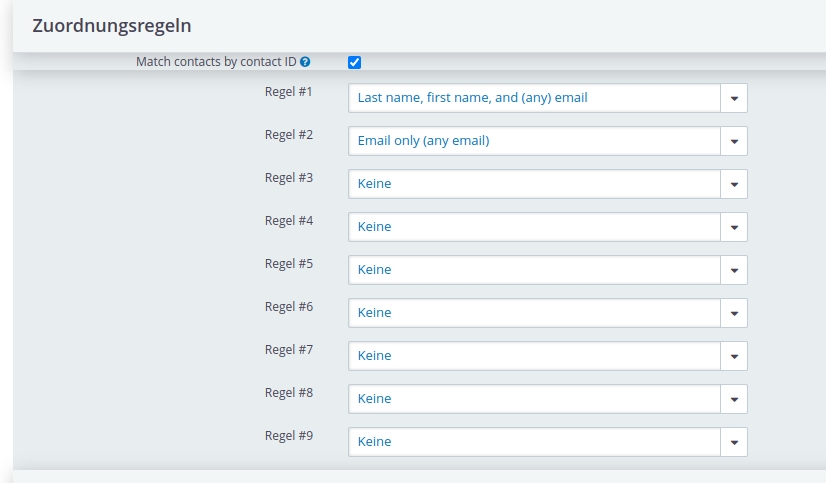 Zuordnungsregeln
Match contacts by contact ID ?
Regel #1 Last name, first name, and (any) email
Regel #2 Email only (any email)
Regel #3 Keine
Regel #4 Keine
Regel #5 Keine
Regel #6 Keine
Regel #7 Keine
Regel #8 Keine
Regel #9 Keine